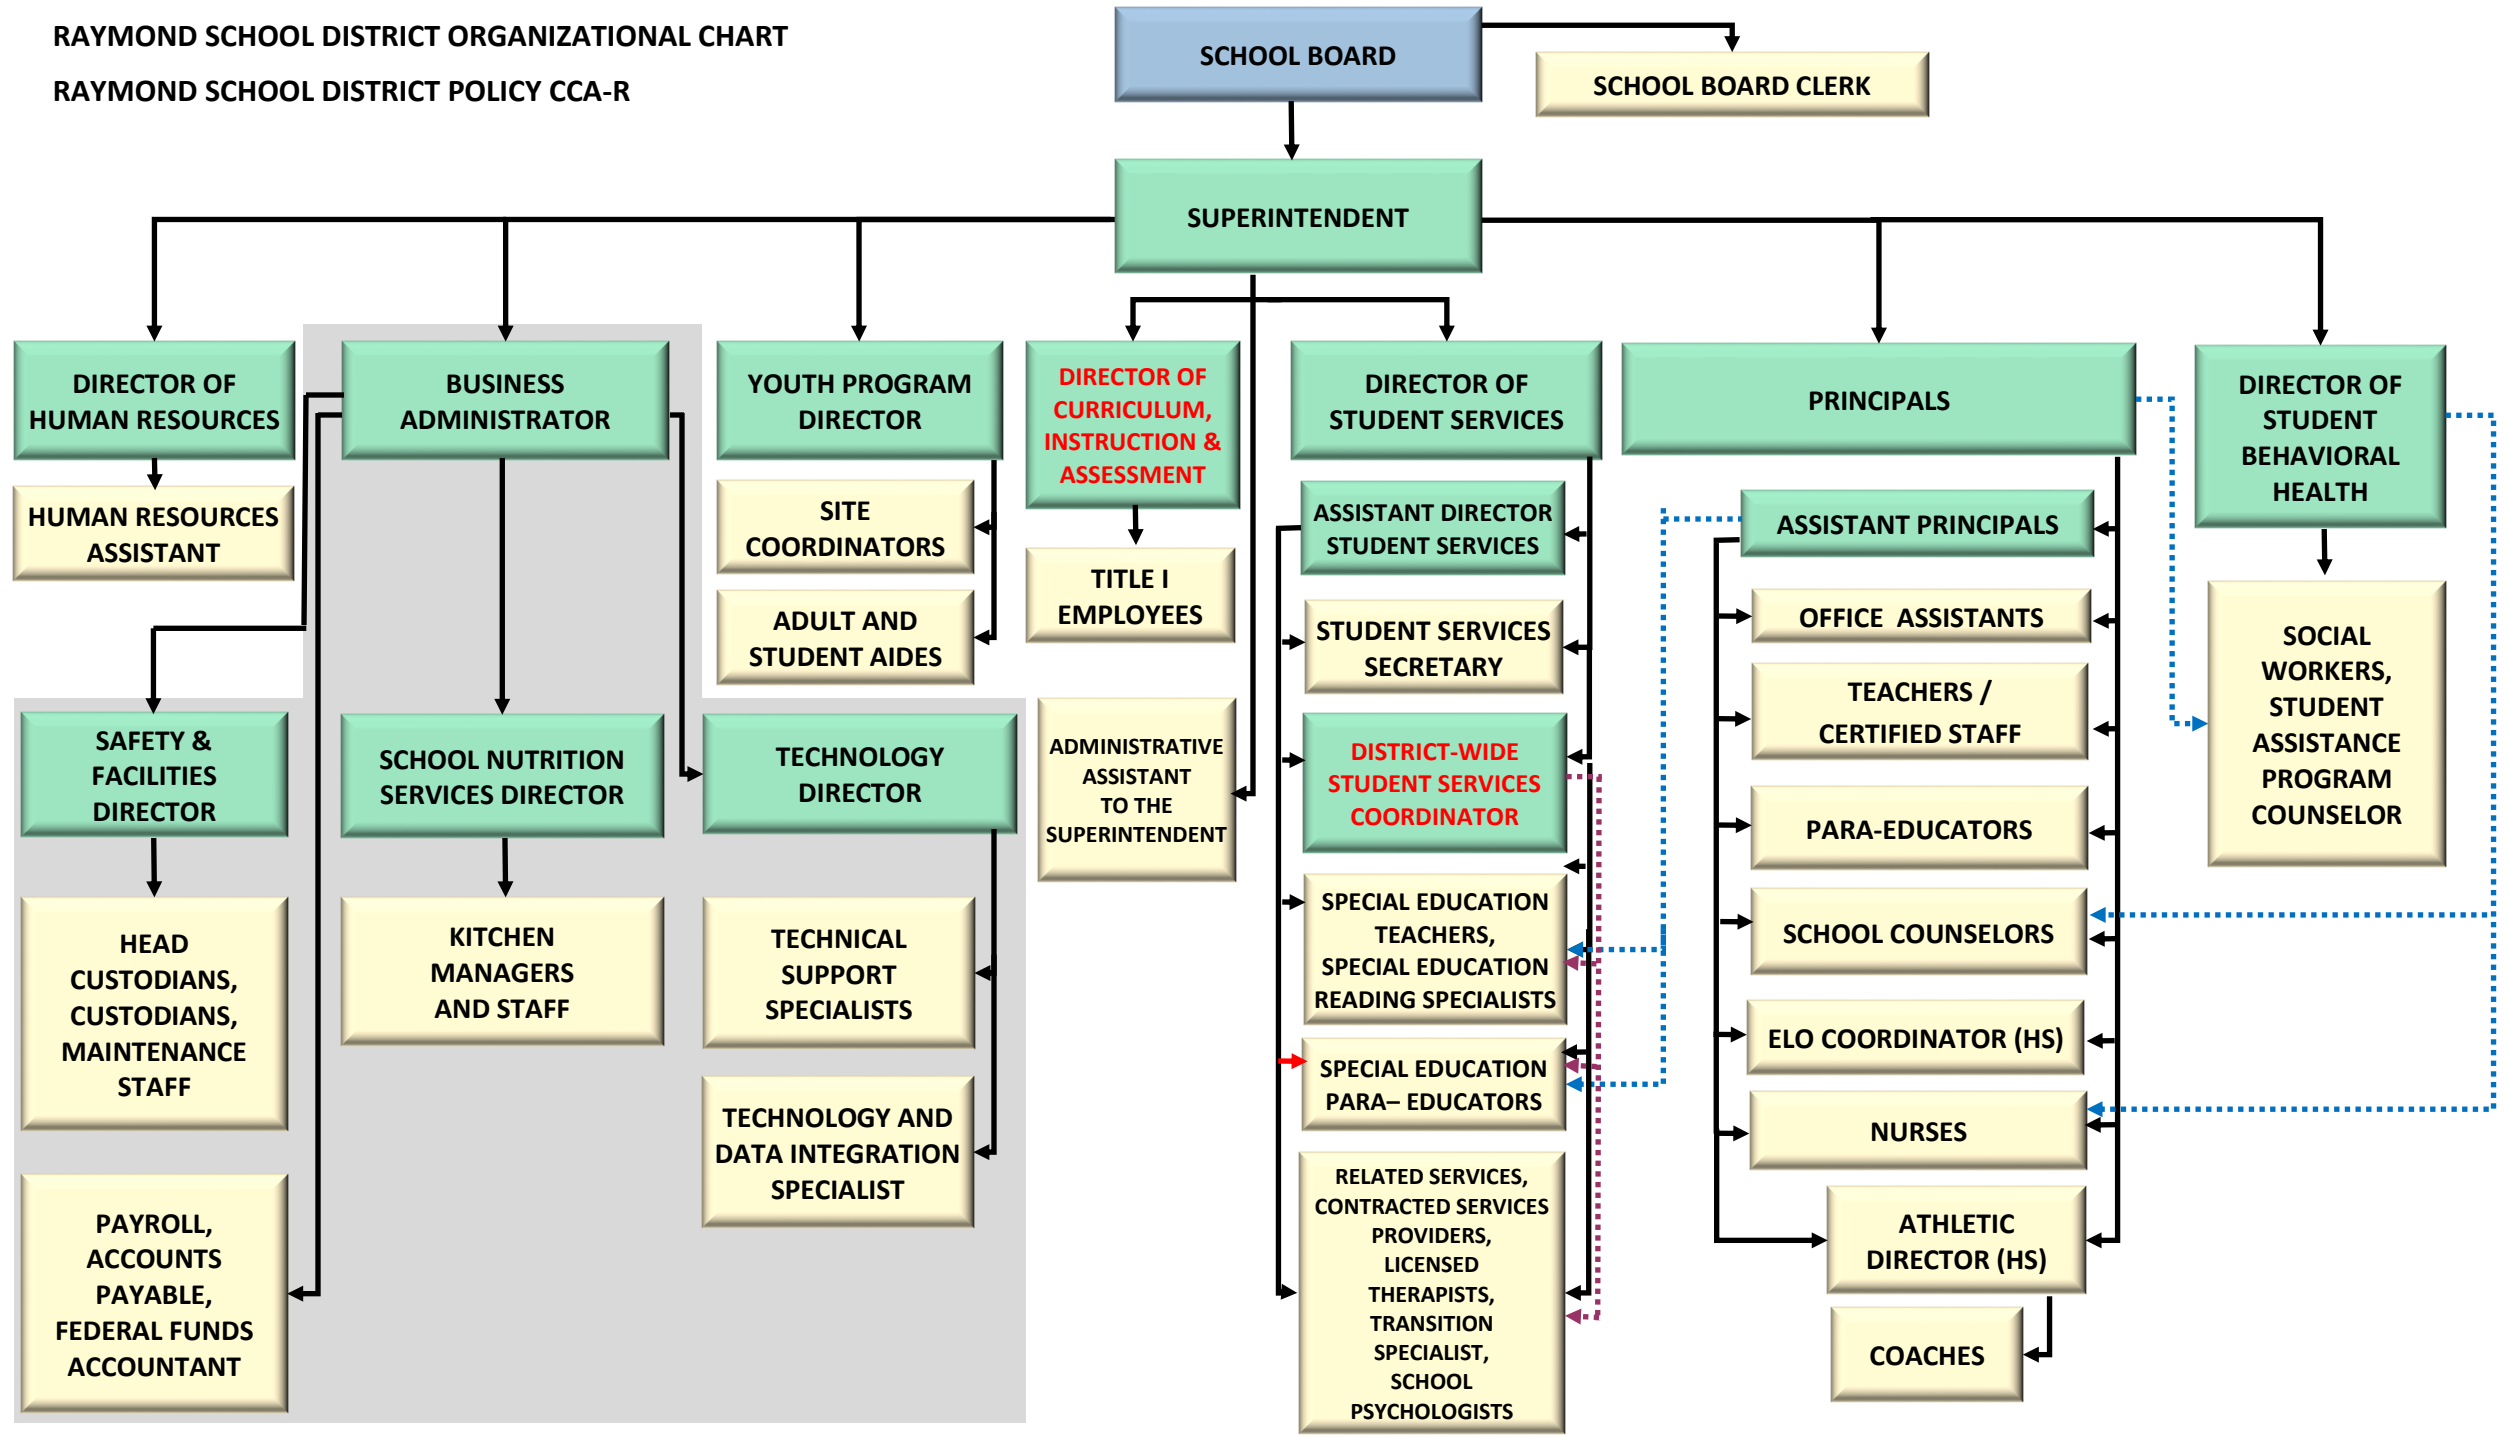 RAYMOND SCHOOL DISTRICT ORGANIZATIONAL CHART
RAYMOND SCHOOL DISTRICT POLICY CCA-R
SCHOOL BOARD
SCHOOL BOARD CLERK
SUPERINTENDENT
DIRECTOR OF
HUMAN RESOURCES
HUMAN RESOURCES
ASSISTANT
BUSINESS
ADMINISTRATOR
YOUTH PROGRAM
DIRECTOR
SITE
COORDINATORS
ADULT AND
STUDENT AIDES
DIRECTOR OF
CURRICULUM,
INSTRUCTION &
ASSESSMENT
TITLE I
EMPLOYEES
ADMINISTRATIVE
ASSISTANT
TO THE
SUPERINTENDENT
SAFETY &
FACILITIES
DIRECTOR
HEAD
CUSTODIANS,
CUSTODIANS,
MAINTENANCE
STAFF
PAYROLL,
ACCOUNTS
PAYABLE,
FEDERAL FUNDS
ACCOUNTANT
SCHOOL NUTRITION
SERVICES DIRECTOR
KITCHEN
MANAGERS
AND STAFF
TECHNOLOGY
DIRECTOR
TECHNICAL
SUPPORT
SPECIALISTS
TECHNOLOGY AND
DATA INTEGRATION
SPECIALIST
DIRECTOR OF
STUDENT SERVICES
ASSISTANT DIRECTOR
STUDENT SERVICES
STUDENT SERVICES
SECRETARY
DISTRICT-WIDE
STUDENT SERVICES
COORDINATOR
SPECIAL EDUCATION
TEACHERS,
SPECIAL EDUCATION
READING SPECIALISTS
SPECIAL EDUCATION
PARA– EDUCATORS
RELATED SERVICES,
CONTRACTED SERVICES
PROVIDERS,
LICENSED
THERAPISTS,
TRANSITION
SPECIALIST,
SCHOOL
PSYCHOLOGISTS
PRINCIPALS
ASSISTANT PRINCIPALS
OFFICE  ASSISTANTS
TEACHERS /
CERTIFIED STAFF
PARA-EDUCATORS
SCHOOL COUNSELORS
ELO COORDINATOR (HS)
NURSES
ATHLETIC
DIRECTOR (HS)
COACHES
DIRECTOR OF
STUDENT
BEHAVIORAL
HEALTH
SOCIAL
WORKERS,
STUDENT
ASSISTANCE
PROGRAM
COUNSELOR